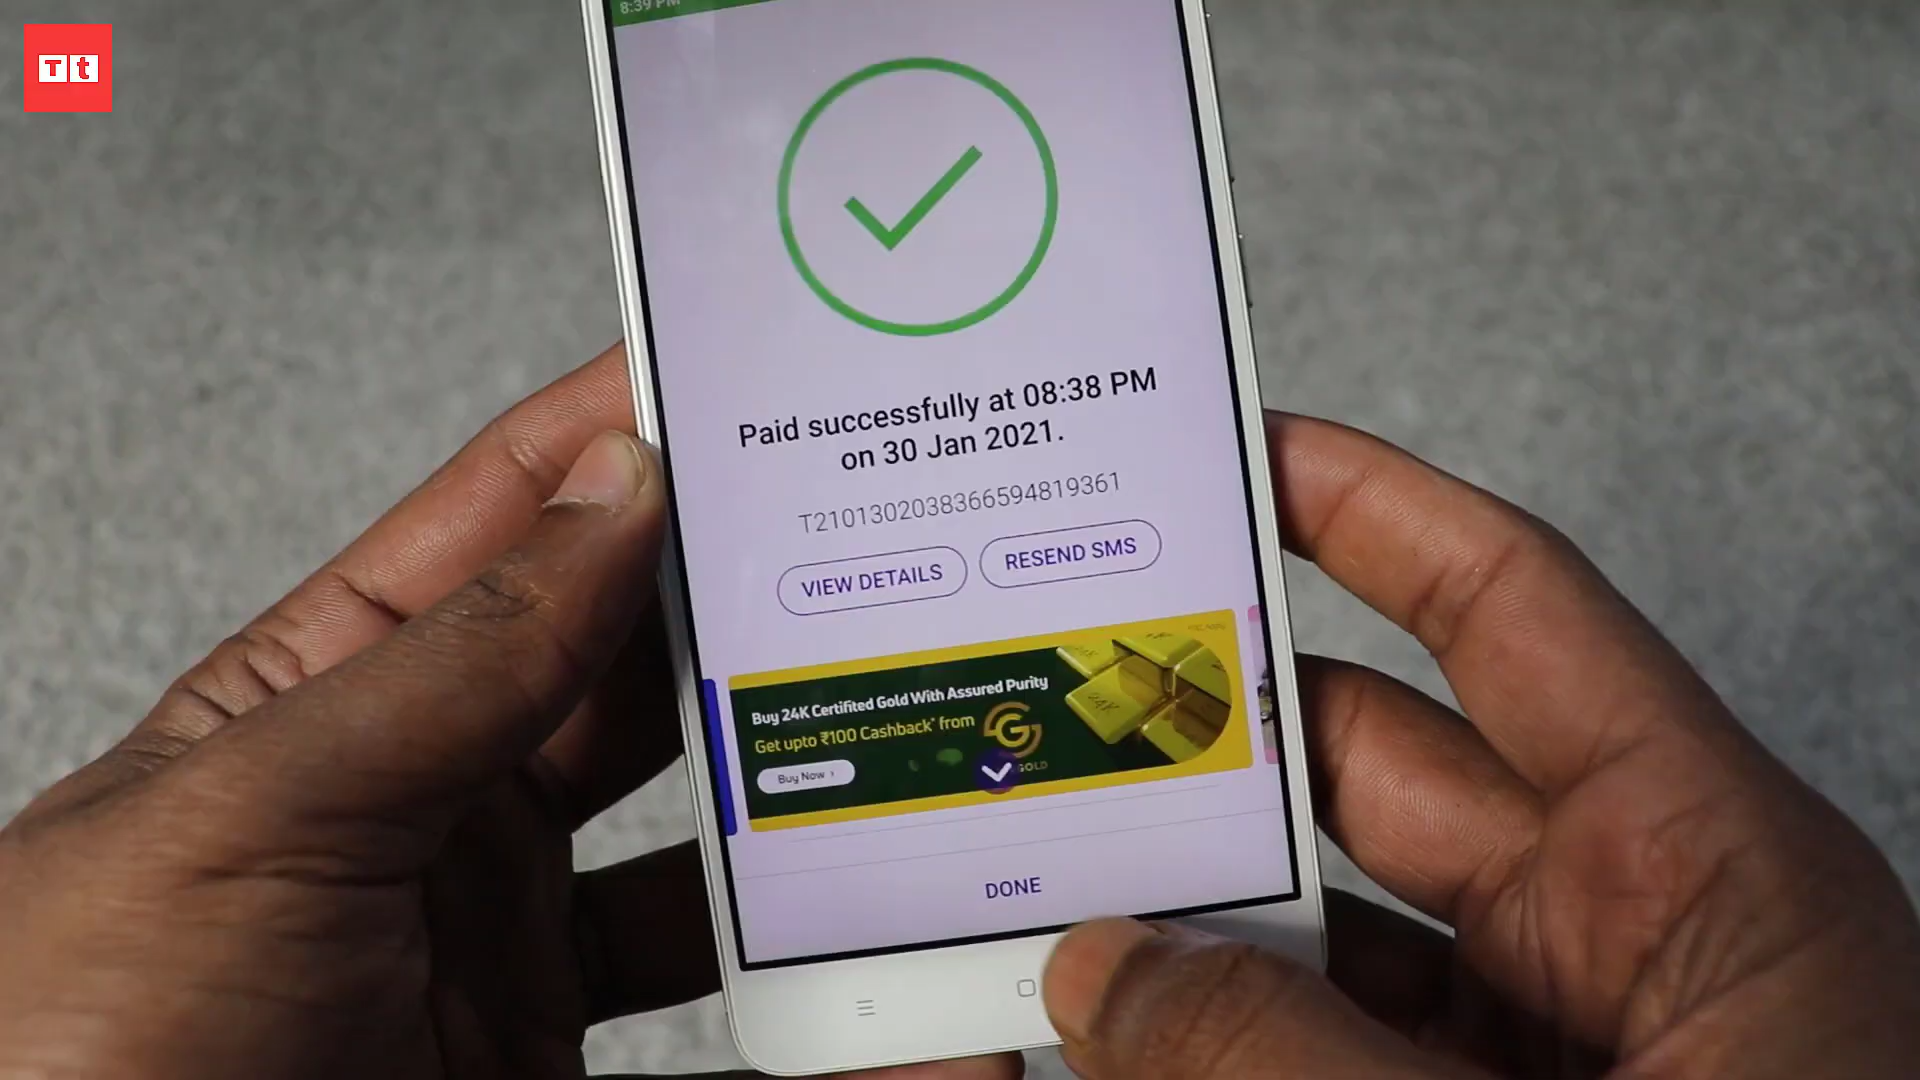 Tt
8:39 PM
Paid successfully at 08:38 PM
on 30 Jan 2021.
T2101302038366594819361
VIEW DETAILS
RESEND SMS
Buy 24K Certifited Gold With Assured Purity
Get upto ₹100 Cashback* from
Buy Now ›
G
GOLD
24K
DONE